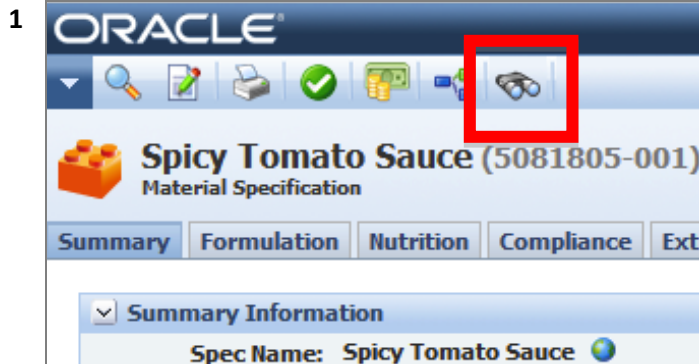 1
ORACLE®
Spicy Tomato Sauce (5081805-001)
Material Specification
Summary Formulation Nutrition Compliance Ext
Summary Information
Spec Name: Spicy Tomato Sauce